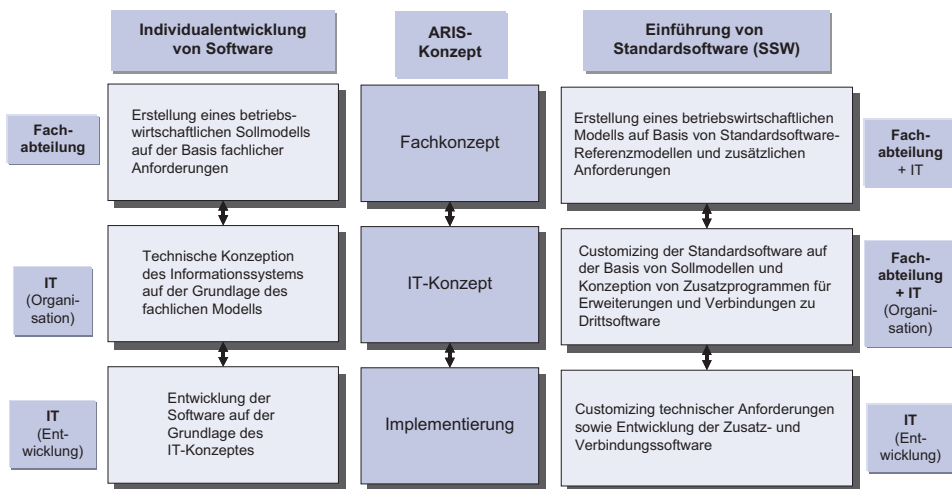 Individualentwicklung
von Software
ARIS-
Konzept
Einführung von
Standardsoftware (SSW)
Fach-
abteilung
Erstellung eines betriebs-
wirtschaftlichen Sollmodells
auf der Basis fachlicher
Anforderungen
Fachkonzept
Erstellung eines betriebswirtschaftlichen
Modells auf Basis von Standardsoftware-
Referenzmodellen und zusätzlichen
Anforderungen
Fach-
abteilung
+ IT
IT
(Organi-
sation)
Technische Konzeption
des Informationssystems
auf der Grundlage des
fachlichen Modells
IT-Konzept
Customizing der Standardsoftware auf
der Basis von Sollmodellen und
Konzeption von Zusatzprogrammen für
Erweiterungen und Verbindungen zu
Drittsoftware
Fach-
abteilung
+ IT
(Organi-
sation)
IT
(Ent-
wicklung)
Entwicklung der
Software auf der
Grundlage des
IT-Konzeptes
Implementierung
Customizing technischer Anforderungen
sowie Entwicklung der Zusatz- und
Verbindungssoftware
IT
(Ent-
wicklung)